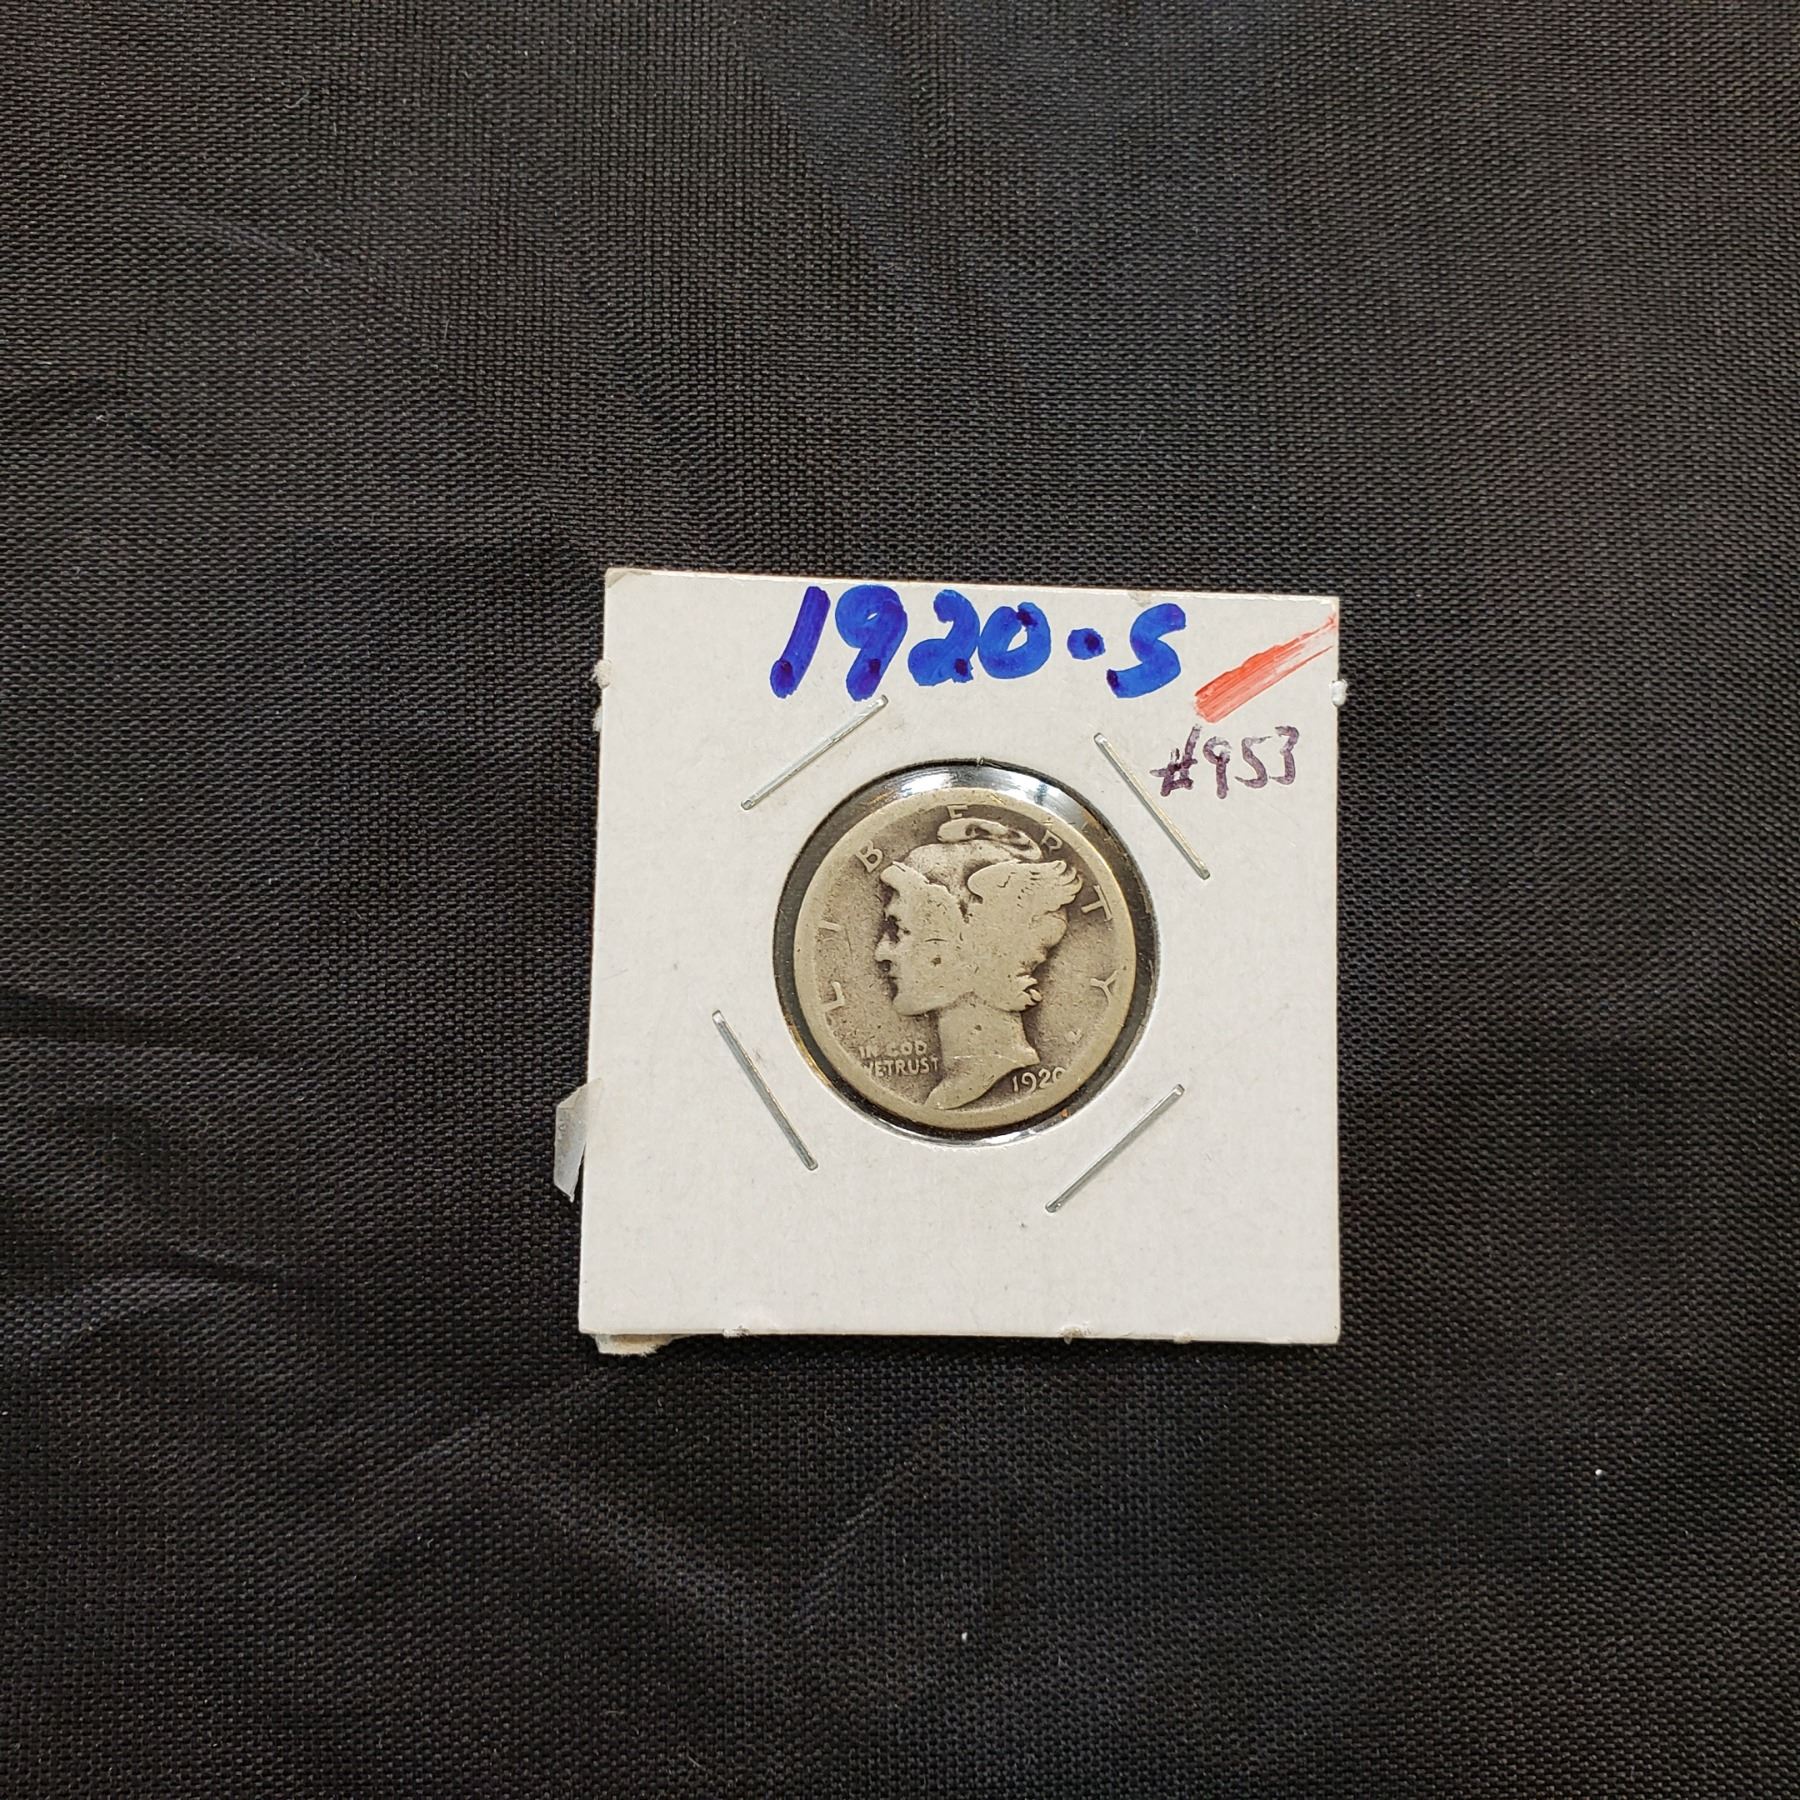 1920-S
#953
LIBERTY
IN GOD
WE TRUST
1920